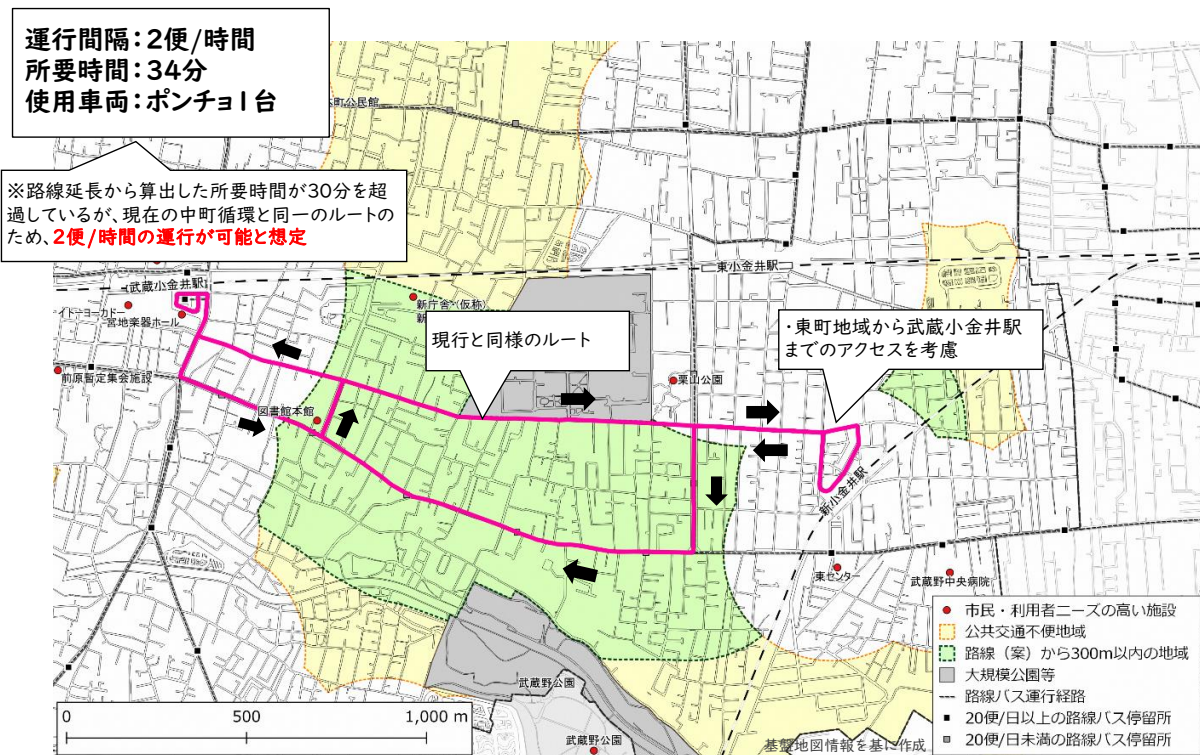 運行間隔:2便/時間
所要時間:34分
使用車両:ポンチョ1台
※路線延長から算出した所要時間が30分を超
過しているが、現在の中町循環と同一のルートの
ため、2便/時間の運行が可能と想定
町公民館
武蔵小金井駅
イトーヨーカドー
宮地楽器ホール
前原暫定集会施設
図書館本館
新庁舎・(仮称)
現行と同様のルート
東小金井駅
・東町地域から武蔵小金井駅
までのアクセスを考慮
栗山公園
新小金井駅
東センター
武蔵野中央病院
武蔵野公園
武蔵野公園
0 500 1,000 m
基盤地図情報を基に作成
市民・利用者ニーズの高い施設
公共交通不便地域
路線(案)から300m以内の地域
大規模公園等
路線バス運行経路
20便/日以上の路線バス停留所
20便/日未満の路線バス停留所